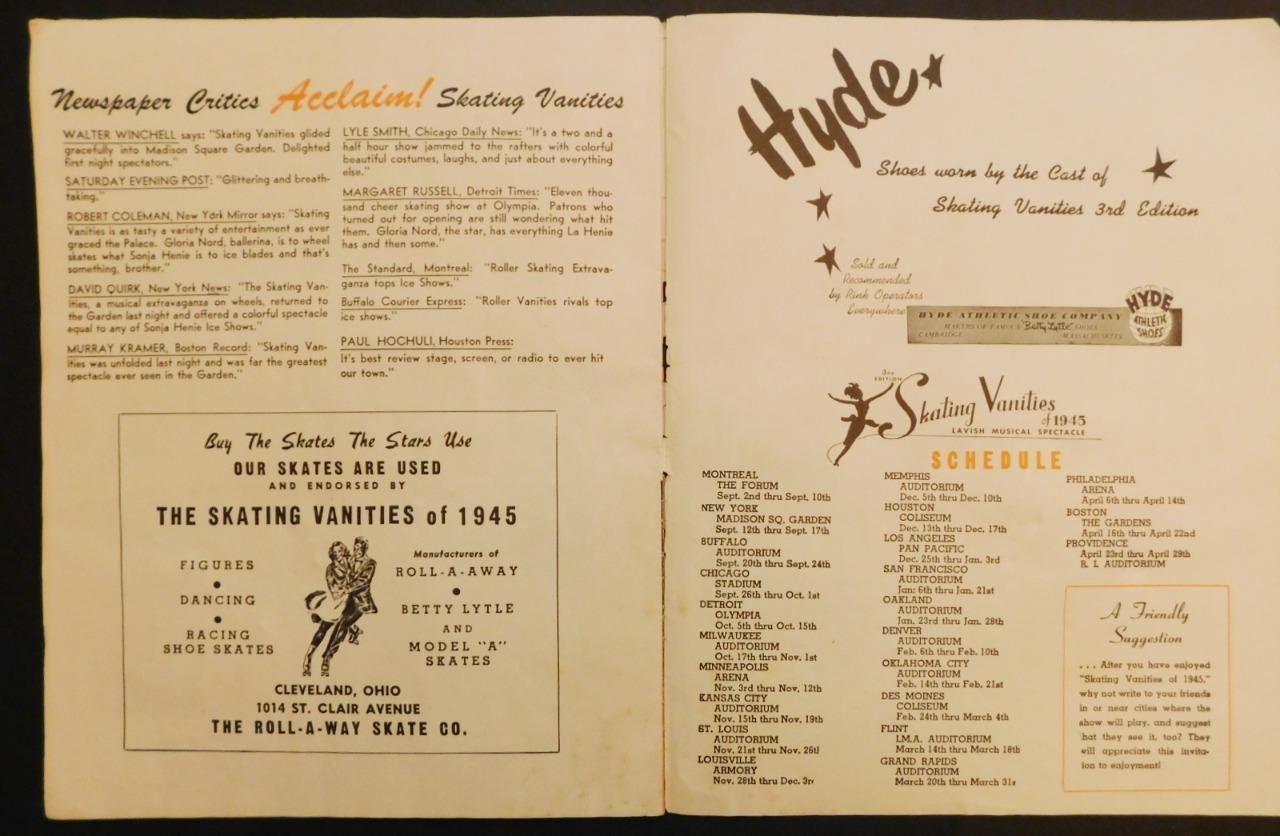 Newspaper Critics Acclaim! Skating Vanities
WALTER WINCHELL says: "Skating Vanities glided
gracefully into Madison Square Garden. Delighted
first night spectators."
SATURDAY EVENING POST: "Glittering and breath-
taking."
ROBERT COLEMAN, New York Mirror says: "Skating
Vanities is as tasty a variety of entertainment as ever
graced the Palace. Gloria Nord, ballerina, is to wheel
skates what Sonja Henie is to ice blades and that's
something, brother."
DAVID QUIRK, New York News: "The Skating Van-
ities, a musical extravaganza on wheels, returned to
the Garden last night and offered a colorful spectacle
equal to any of Sonja Henie Ice Shows."
MURRAY KRAMER, Boston Record: "Skating Van-
ities was unfolded last night and was far the greatest
spectacle ever seen in the Garden."
LYLE SMITH, Chicago Daily News: "It's a two and a
half hour show jammed to the rafters with colorful
beautiful costumes, laughs, and just about everything
else."
MARGARET RUSSELL, Detroit Times: "Eleven thou-
sand cheer skating show at Olympia. Patrons who
turned out for opening are still wondering what hit
them. Gloria Nord, the star, has everything La Henie
has and then some."
The Standard, Montreal: "Roller Skating Extrava-
ganza tops Ice Shows."
Buffalo Courier Express: "Roller Vanities rivals top
ice shows."
PAUL HOCHULI, Houston Press:
It's best review stage, screen, or radio to ever hit
our town."
Buy The Skates The Stars Use
OUR SKATES ARE USED
AND ENDORSED BY
THE SKATING VANITIES of 1945
FIGURES
•
DANCING
•
RACING
SHOE SKATES
Manufacturers of
ROLL-A-AWAY
•
BETTY LYTLE
AND
MODEL "A"
SKATES
CLEVELAND, OHIO
1014 ST. CLAIR AVENUE
THE ROLL-A-WAY SKATE CO.
Hyde
Shoes worn by the Cast of
Skating Vanities 3rd Edition
Sold and
Recommended
by Rink Operators
Everywhere
HYDE ATHLETIC SHOE COMPANY
MAKERS OF FAMOUS "Betty Lytle" SHOES
CAMBRIDGE MASSACHUSETTS
HYDE
ATHLETIC
SHOES
3RD
EDITION
Skating Vanities
of 1945
LAVISH MUSICAL SPECTACLE
SCHEDULE
MONTREAL
THE FORUM
Sept. 2nd thru Sept. 10th
NEW YORK
MADISON SQ. GARDEN
Sept. 12th thru Sept. 17th
BUFFALO
AUDITORIUM
Sept. 20th thru Sept. 24th
CHICAGO
STADIUM
Sept. 26th thru Oct. 1st
DETROIT
OLYMPIA
Oct. 5th thru Oct. 15th
MILWAUKEE
AUDITORIUM
Oct. 17th thru Nov. 1st
MINNEAPOLIS
ARENA
Nov. 3rd thru Nov. 12th
KANSAS CITY
AUDITORIUM
Nov. 15th thru Nov. 19th
ST. LOUIS
AUDITORIUM
Nov. 21st thru Nov. 26tl
LOUISVILLE
ARMORY
Nov. 28th thru Dec. 3r
MEMPHIS
AUDITORIUM
Dec. 5th thru Dec. 10th
HOUSTON
COLISEUM
Dec. 13th thru Dec. 17th
LOS ANGELES
PAN PACIFIC
Dec. 25th thru Jan. 3rd
SAN FRANCISCO
AUDITORIUM
Jan: 6th thru Jan. 21st
OAKLAND
AUDITORIUM
Jan. 23rd thru Jan. 28th
DENVER
AUDITORIUM
Feb. 6th thru Feb. 10th
OKLAHOMA CITY
AUDITORIUM
Feb. 14th thru Feb. 21st
DES MOINES
COLISEUM
Feb. 24th thru March 4th
FLINT
I.M.A. AUDITORIUM
March 14th thru March 18th
GRAND RAPIDS
AUDITORIUM
March 20th thru March 31s
PHILADELPHIA
ARENA
April 6th thru April 14th
BOSTON
THE GARDENS
April 16th thru April 22nd
PROVIDENCE
April 23rd thru April 29th
R. I. AUDITORIUM
A Friendly
Suggestion
. . . After you have enjoyed
"Skating Vanities of 1945,"
why not write to your friends
in or near cities where the
show will play, and suggest
that they see it, too? They
will appreciate this invita-
ion to enjoyment!